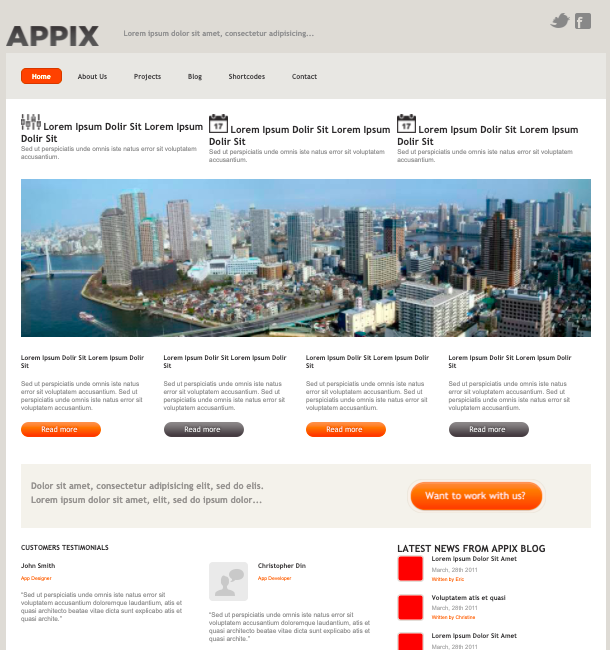 APPIX
Lorem ipsum dolor sit amet, consectetur adipisicing...
Home
About Us
Projects
Blog
Shortcodes
Contact
17
17
Lorem Ipsum Dolir Sit Lorem Ipsum
Dolir Sit
Sed ut perspiciatis unde omnis iste natus error sit voluptatem
accusantium.
Lorem Ipsum Dolir Sit Lorem Ipsum
Dolir Sit
Sed ut perspiciatis unde omnis iste natus error sit voluptatem
accusantium.
Lorem Ipsum Dolir Sit Lorem Ipsum
Dolir Sit
Sed ut perspiciatis unde omnis iste natus error sit voluptatem
accusantium.
Lorem Ipsum Dolir Sit Lorem Ipsum Dolir
Sit
Sed ut perspiciatis unde omnis iste natus
error sit voluptatem accusantium. Sed ut
perspiciatis unde omnis iste natus error sit
voluptatem accusantium.
Read more
Lorem Ipsum Dolir Sit Lorem Ipsum Dolir
Sit
Sed ut perspiciatis unde omnis iste natus
error sit voluptatem accusantium. Sed ut
perspiciatis unde omnis iste natus error sit
voluptatem accusantium.
Read more
Lorem Ipsum Dolir Sit Lorem Ipsum Dolir
Sit
Sed ut perspiciatis unde omnis iste natus
error sit voluptatem accusantium. Sed ut
perspiciatis unde omnis iste natus error sit
voluptatem accusantium.
Read more
Lorem Ipsum Dolir Sit Lorem Ipsum Dolir
Sit
Sed ut perspiciatis unde omnis iste natus
error sit voluptatem accusantium. Sed ut
perspiciatis unde omnis iste natus error sit
voluptatem accusantium.
Read more
Dolor sit amet, consectetur adipisicing elit, sed do elis.
Lorem ipsum dolor sit amet, elit, sed do ipsum dolor...
Want to work with us?
CUSTOMERS TESTIMONIALS
John Smith
App Designer
"Sed ut perspiciatis unde omnis iste natus error sit
voluptatem accusantium doloremque laudantium, atis et
quasi architecto beatae vitae dicta sunt explicabo atis et
quasi archite."
Christopher Din
App Developer
"Sed ut perspiciatis unde omnis iste natus error sit
voluptatem accusantium doloremque laudantium, atis et
quasi architecto beatae vitae dicta sunt explicabo atis et
quasi archite."
LATEST NEWS FROM APPIX BLOG
Lorem Ipsum Dolor Sit Amet
March, 26th 2011
Written by Eric
Voluptatem atis et quasi
March, 26th 2011
Written by Christine
Lorem Ipsum Dolor Sit Amet
March, 26th 2011